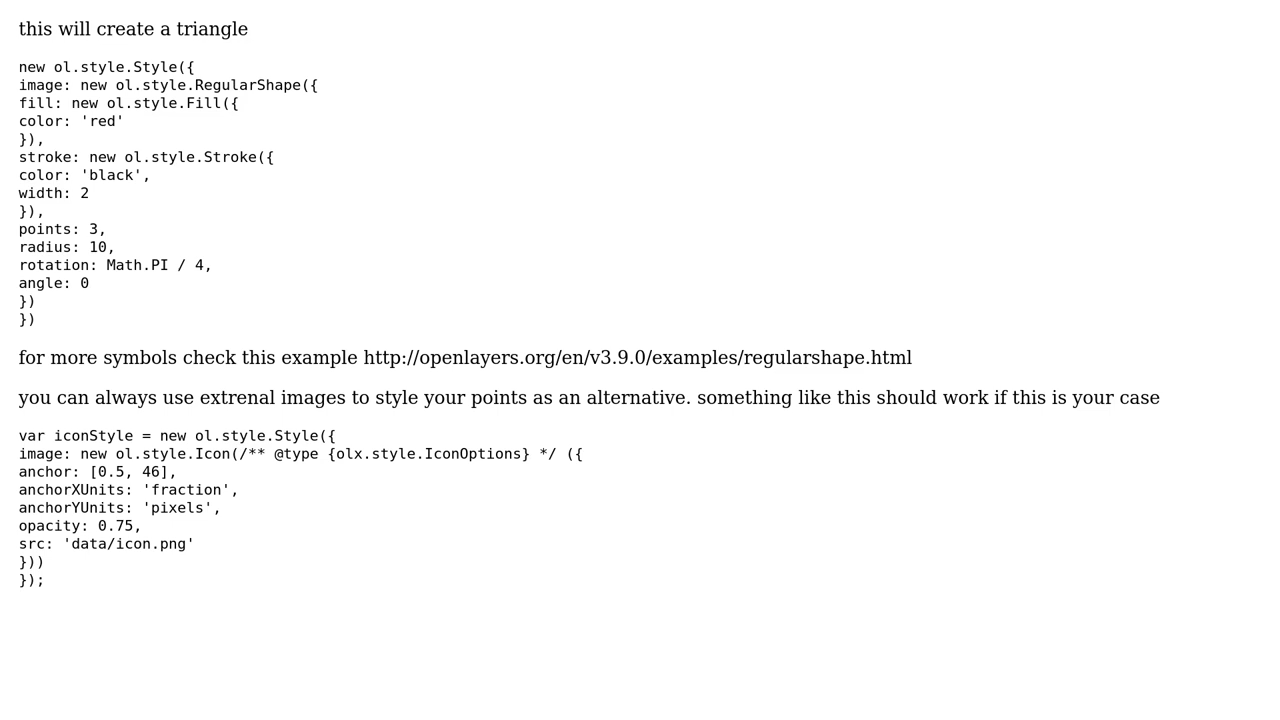 this will create a triangle
new ol.style.Style({
image: new ol.style.RegularShape({
fill: new ol.style.Fill({
color: 'red'
}),
stroke: new ol.style.Stroke({
color: 'black',
width: 2
}),
points: 3,
radius: 10,
rotation: Math.PI / 4,
angle: 0
})
})
for more symbols check this example http://openlayers.org/en/v3.9.0/examples/regularshape.html
you can always use extrenal images to style your points as an alternative. something like this should work if this is your case
var iconStyle = new ol.style.Style({
image: new ol.style.Icon(/** @type {olx.style.IconOptions} */ ({
anchor: [0.5, 46],
anchorXUnits: 'fraction',
anchorYUnits: 'pixels',
opacity: 0.75,
src: 'data/icon.png'
}))
});